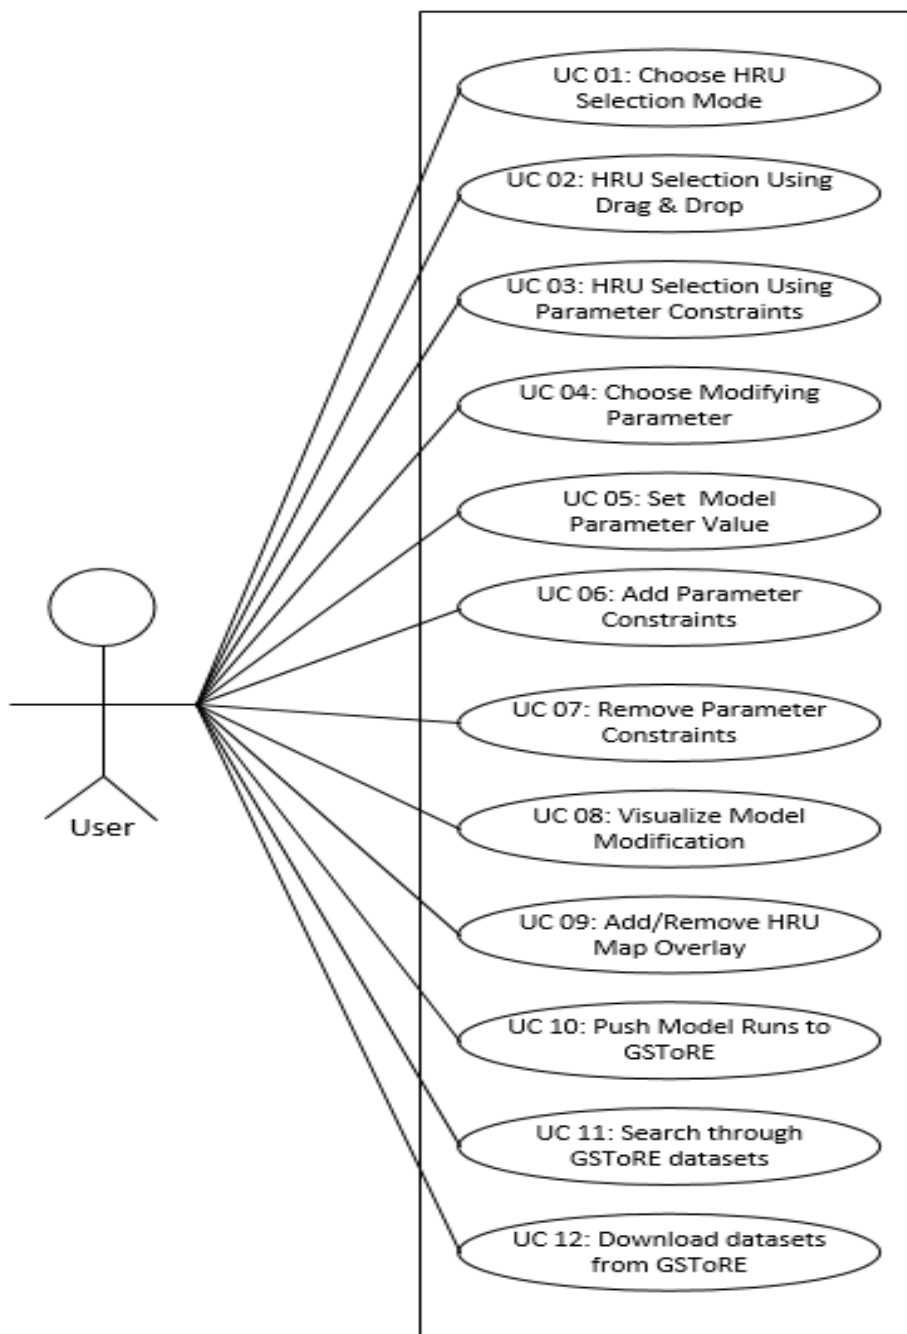 UC 01: Choose HRU
Selection Mode
UC 02: HRU Selection Using
Drag & Drop
UC 03: HRU Selection Using
Parameter Constraints
UC 04: Choose Modifying
Parameter
UC 05: Set  Model
Parameter Value
UC 06: Add Parameter
Constraints
UC 07: Remove Parameter
Constraints
UC 08: Visualize Model
Modification
User
UC 09: Add/Remove HRU
Map Overlay
UC 10: Push Model Runs to
GSToRE
UC 11: Search through
GSToRE datasets
UC 12: Download datasets
from GSToRE